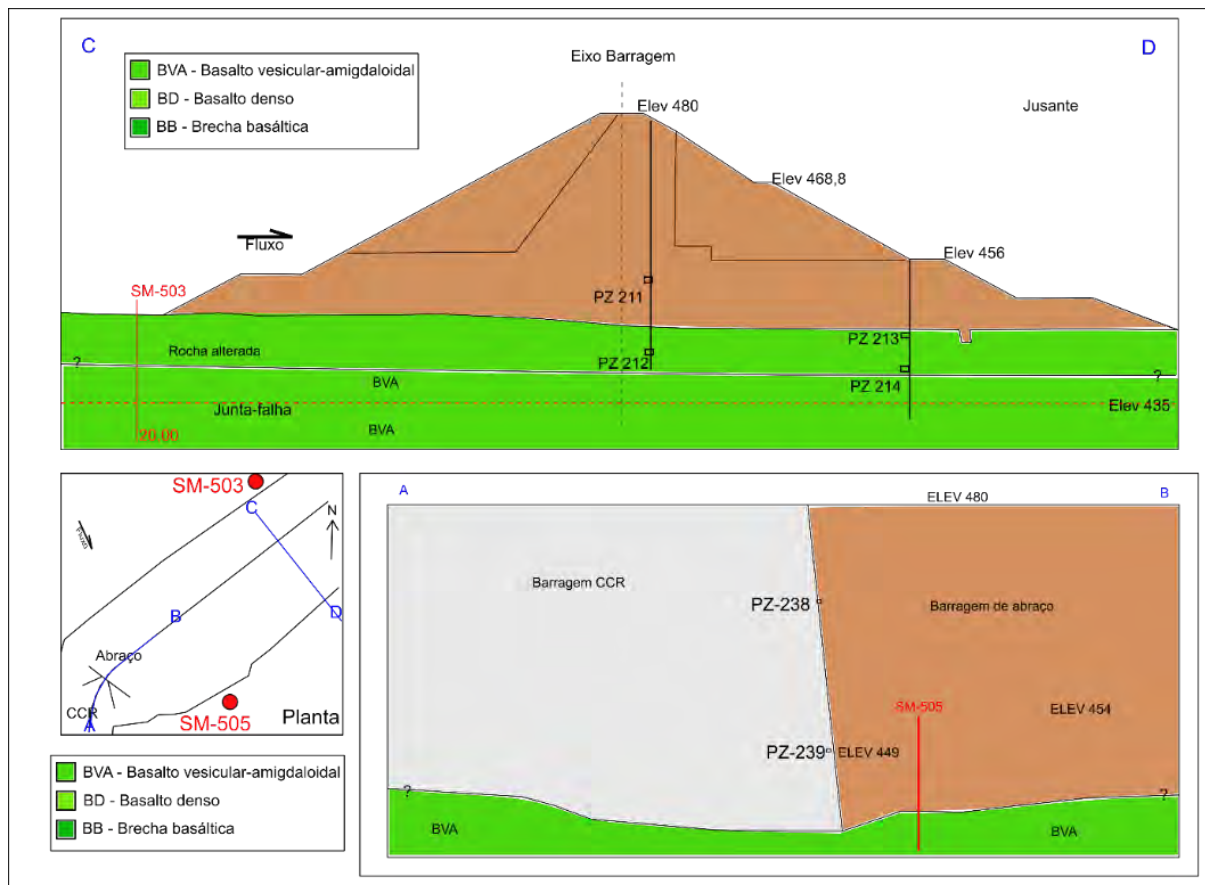 C
D
BVA - Basalto vesicular-amigdaloidal
BD - Basalto denso
BB - Brecha basáltica
Eixo Barragem
Elev 480
Jusante
Elev 468,8
Fluxo
Elev 456
SM-503
PZ 211
PZ 213
Rocha alterada
?
PZ 212
?
BVA
PZ 214
Junta-falha
Elev 435
20.00
BVA
SM-503
C
N
Fluxo
B
D
Abraço
CCR
A
SM-505
Planta
BVA - Basalto vesicular-amigdaloidal
BD - Basalto denso
BB - Brecha basáltica
A
B
ELEV 480
Barragem CCR
PZ-238
Barragem de abraço
SM-505
ELEV 454
PZ-239
ELEV 449
?
?
BVA
BVA